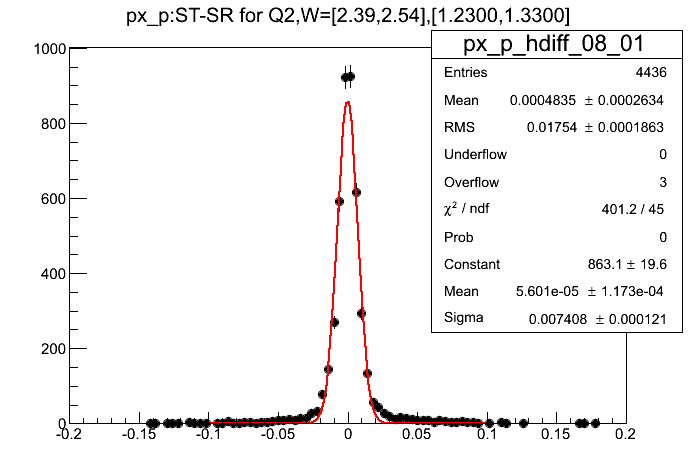 px_p:ST-SR for Q2,W=[2.39,2.54],[1.2300,1.3300]
px_p_hdiff_08_01
Entries 4436
Mean 0.0004835 ± 0.0002634
RMS 0.01754 ± 0.0001863
Underflow 0
Overflow 3
χ² / ndf 401.2 / 45
Prob 0
Constant 863.1 ± 19.6
Mean 5.601e-05 ± 1.173e-04
Sigma 0.007408 ± 0.000121
1000
800
600
400
200
0
-0.2 -0.15 -0.1 -0.05 0 0.05 0.1 0.15 0.2